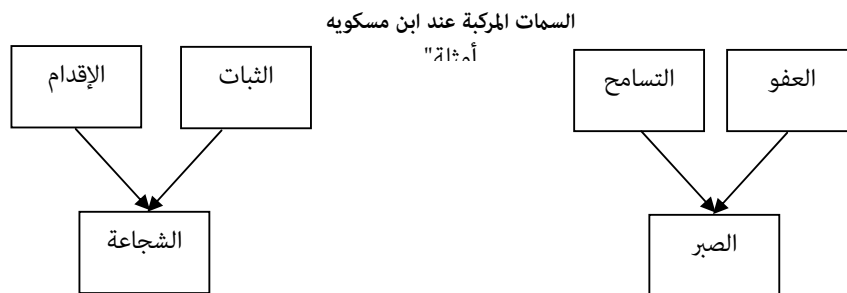 السمات المركبة عند ابن مسكويه
أمثلة"
العفو
التسامح
الثبات
الإقدام
الصبر
الشجاعة